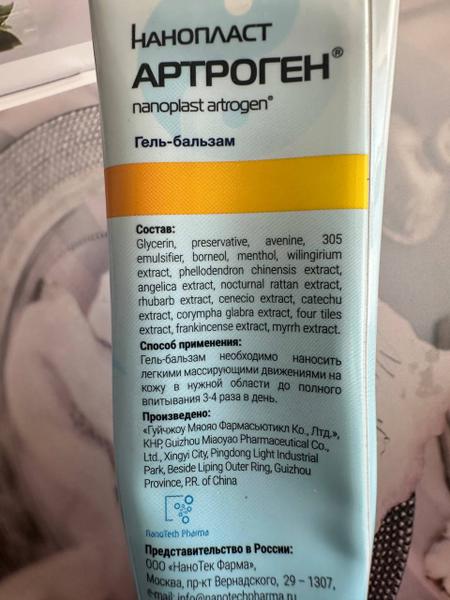 НАНОПЛАСТ
АРТРОГЕН®
nanoplast artrogen®
Гель-бальзам
Состав:
Glycerin, preservative, avenine, 305
emulsifier, borneol, menthol, wilingirium
extract, phellodendron chinensis extract,
angelica extract, nocturnal rattan extract,
rhubarb extract, cenecio extract, catechu
extract, corympha glabra extract, four tiles
extract, frankincense extract, myrrh extract.
Способ применения:
Гель-бальзам необходимо наносить
легкими массирующими движениями на
кожу в нужной области до полного
впитывания 3-4 раза в день.
Произведено:
«Гуйчжоу Мяояо Фармасьютикл Ко., Лтд.»,
КНР, Guizhou Miaoyao Pharmaceutical Co.,
Ltd., Xingyi City, Pingdong Light Industrial
Park, Beside Liping Outer Ring, Guizhou
Province, P.R. of China
NanoTech Pharma
Представительство в России:
ООО «НаноТек Фарма»,
Москва, пр-кт Вернадского, 29 – 1307,
e-mail: info@nanotechpharma.ru